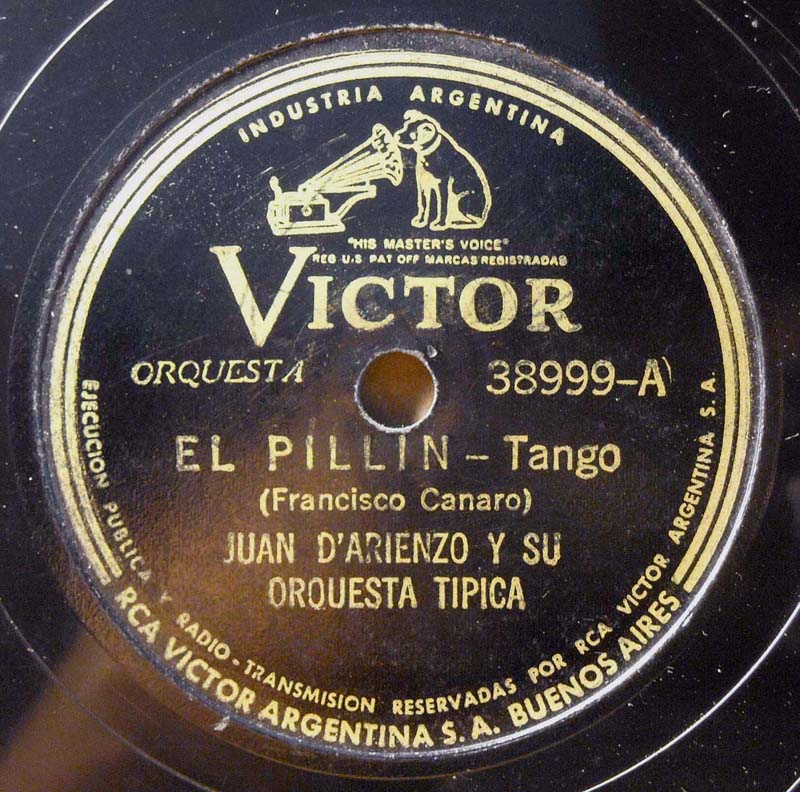 INDUSTRIA ARGENTINA
"HIS MASTER'S VOICE"
REG U.S. PAT OFF MARCAS REGISTRADAS
VICTOR
ORQUESTA 38999-A
EL PILLIN - Tango
(Francisco Canaro)
JUAN D'ARIENZO Y SU
ORQUESTA TIPICA
EJECUCION PUBLICA Y RADIO-TRANSMISION RESERVADAS POR RCA VICTOR ARGENTINA S.A.
RCA VICTOR ARGENTINA S.A. BUENOS AIRES